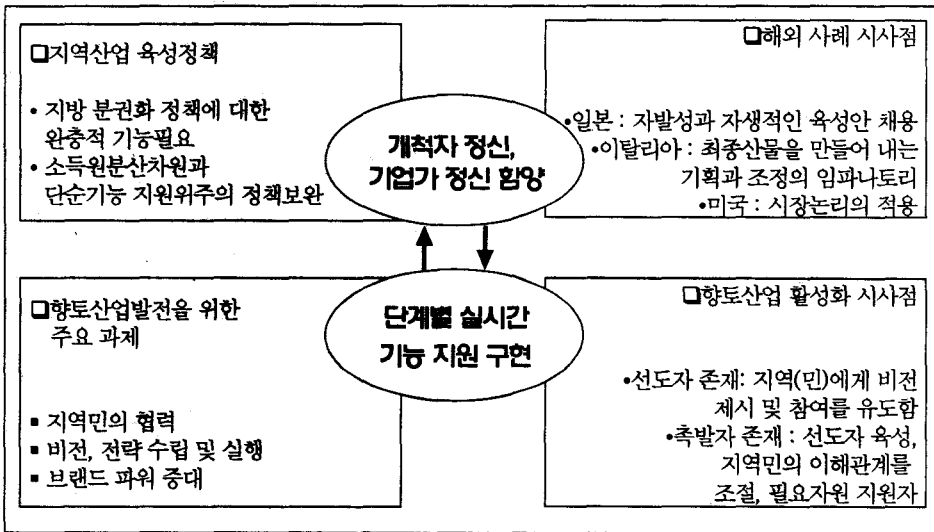 ❑지역산업 육성정책
• 지방 분권화 정책에 대한
완충적 기능필요
• 소득원분산차원과
단순기능 지원위주의 정책보완
❑해외 사례 시사점
•일본 : 자발성과 자생적인 육성안 채용
•이탈리아 : 최종산물을 만들어 내는
기획과 조정의 임파나토리
•미국 : 시장논리의 적용
개척자 정신,
기업가 정신 함양
단계별 실시간
기능 지원 구현
❑향토산업발전을 위한
주요 과제
▪ 지역민의 협력
▪ 비전, 전략 수립 및 실행
▪ 브랜드 파워 증대
❑향토산업 활성화 시사점
•선도자 존재: 지역(민)에게 비전
제시 및 참여를 유도함
•촉발자 존재 : 선도자 육성,
지역민의 이해관계를
조절, 필요자원 지원자